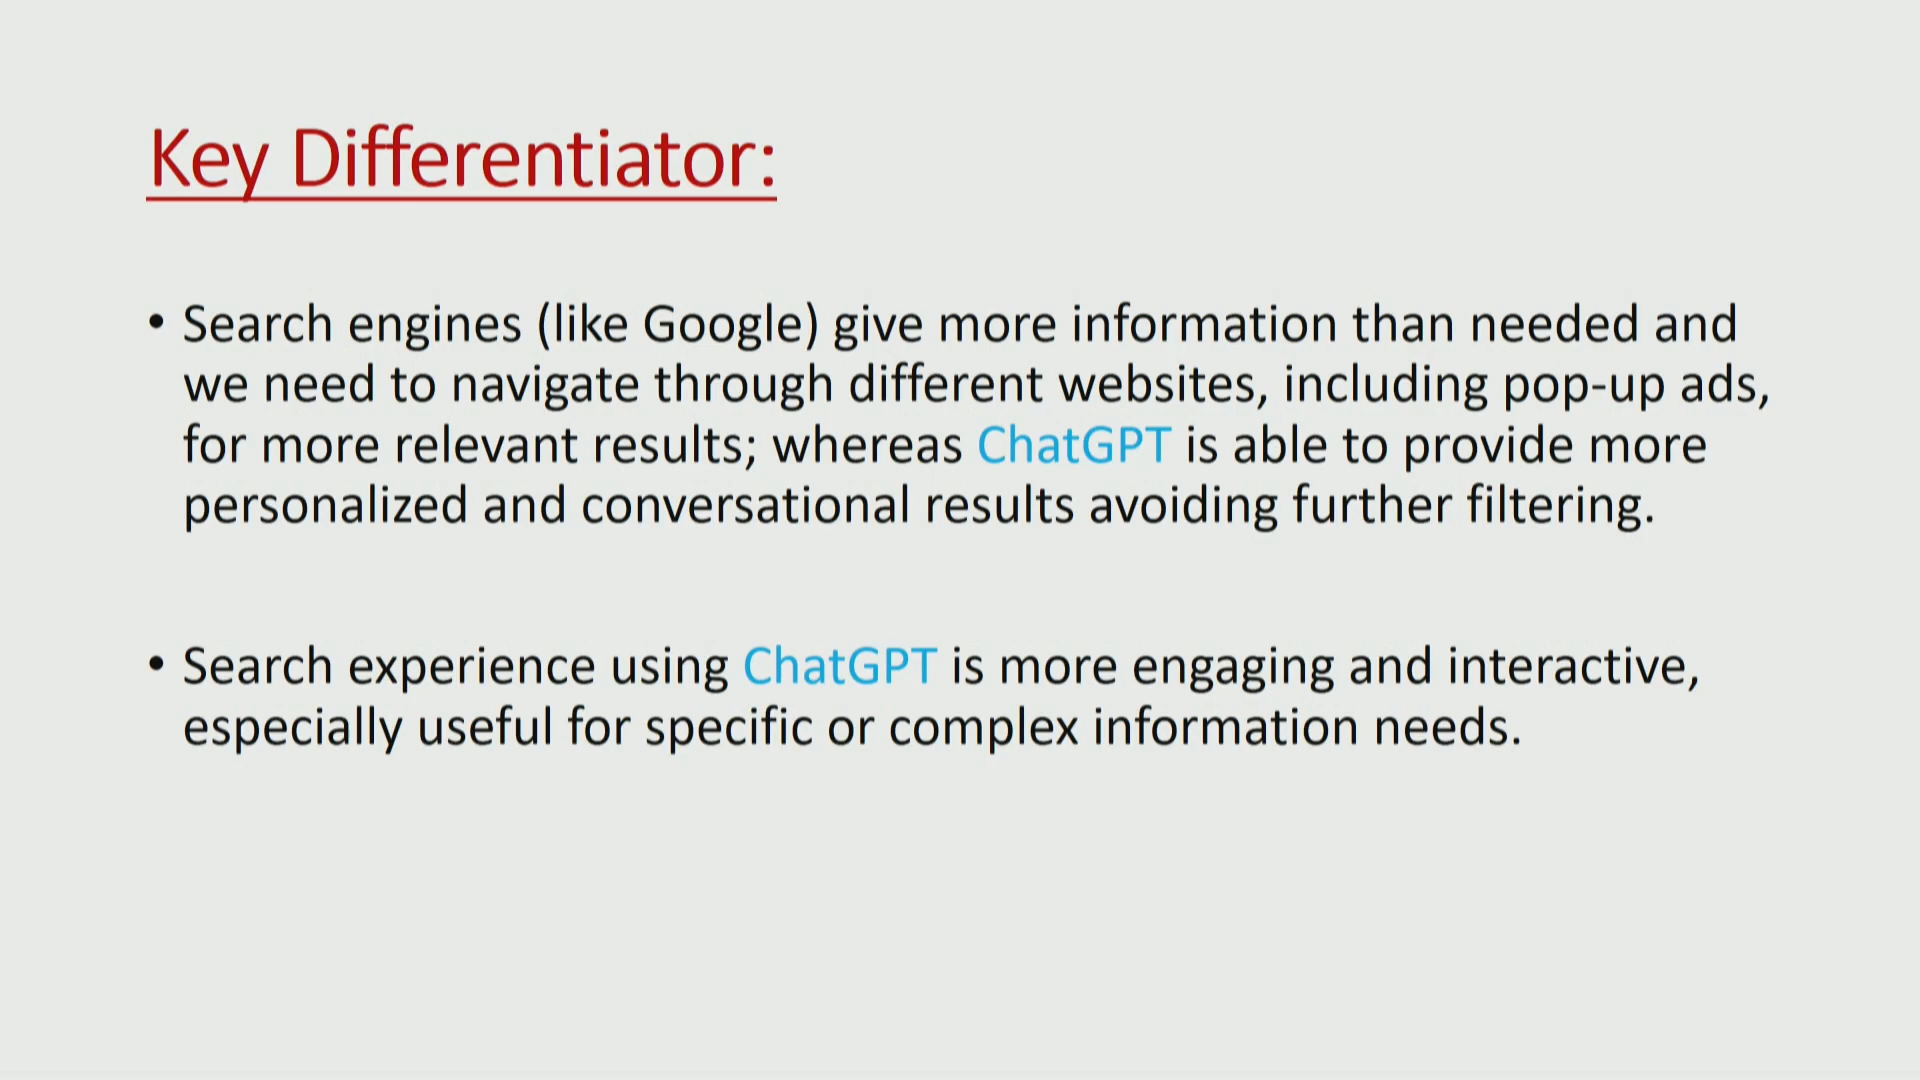 Key Differentiator:
• Search engines (like Google) give more information than needed and
we need to navigate through different websites, including pop-up ads,
for more relevant results; whereas ChatGPT is able to provide more
personalized and conversational results avoiding further filtering.
• Search experience using ChatGPT is more engaging and interactive,
especially useful for specific or complex information needs.